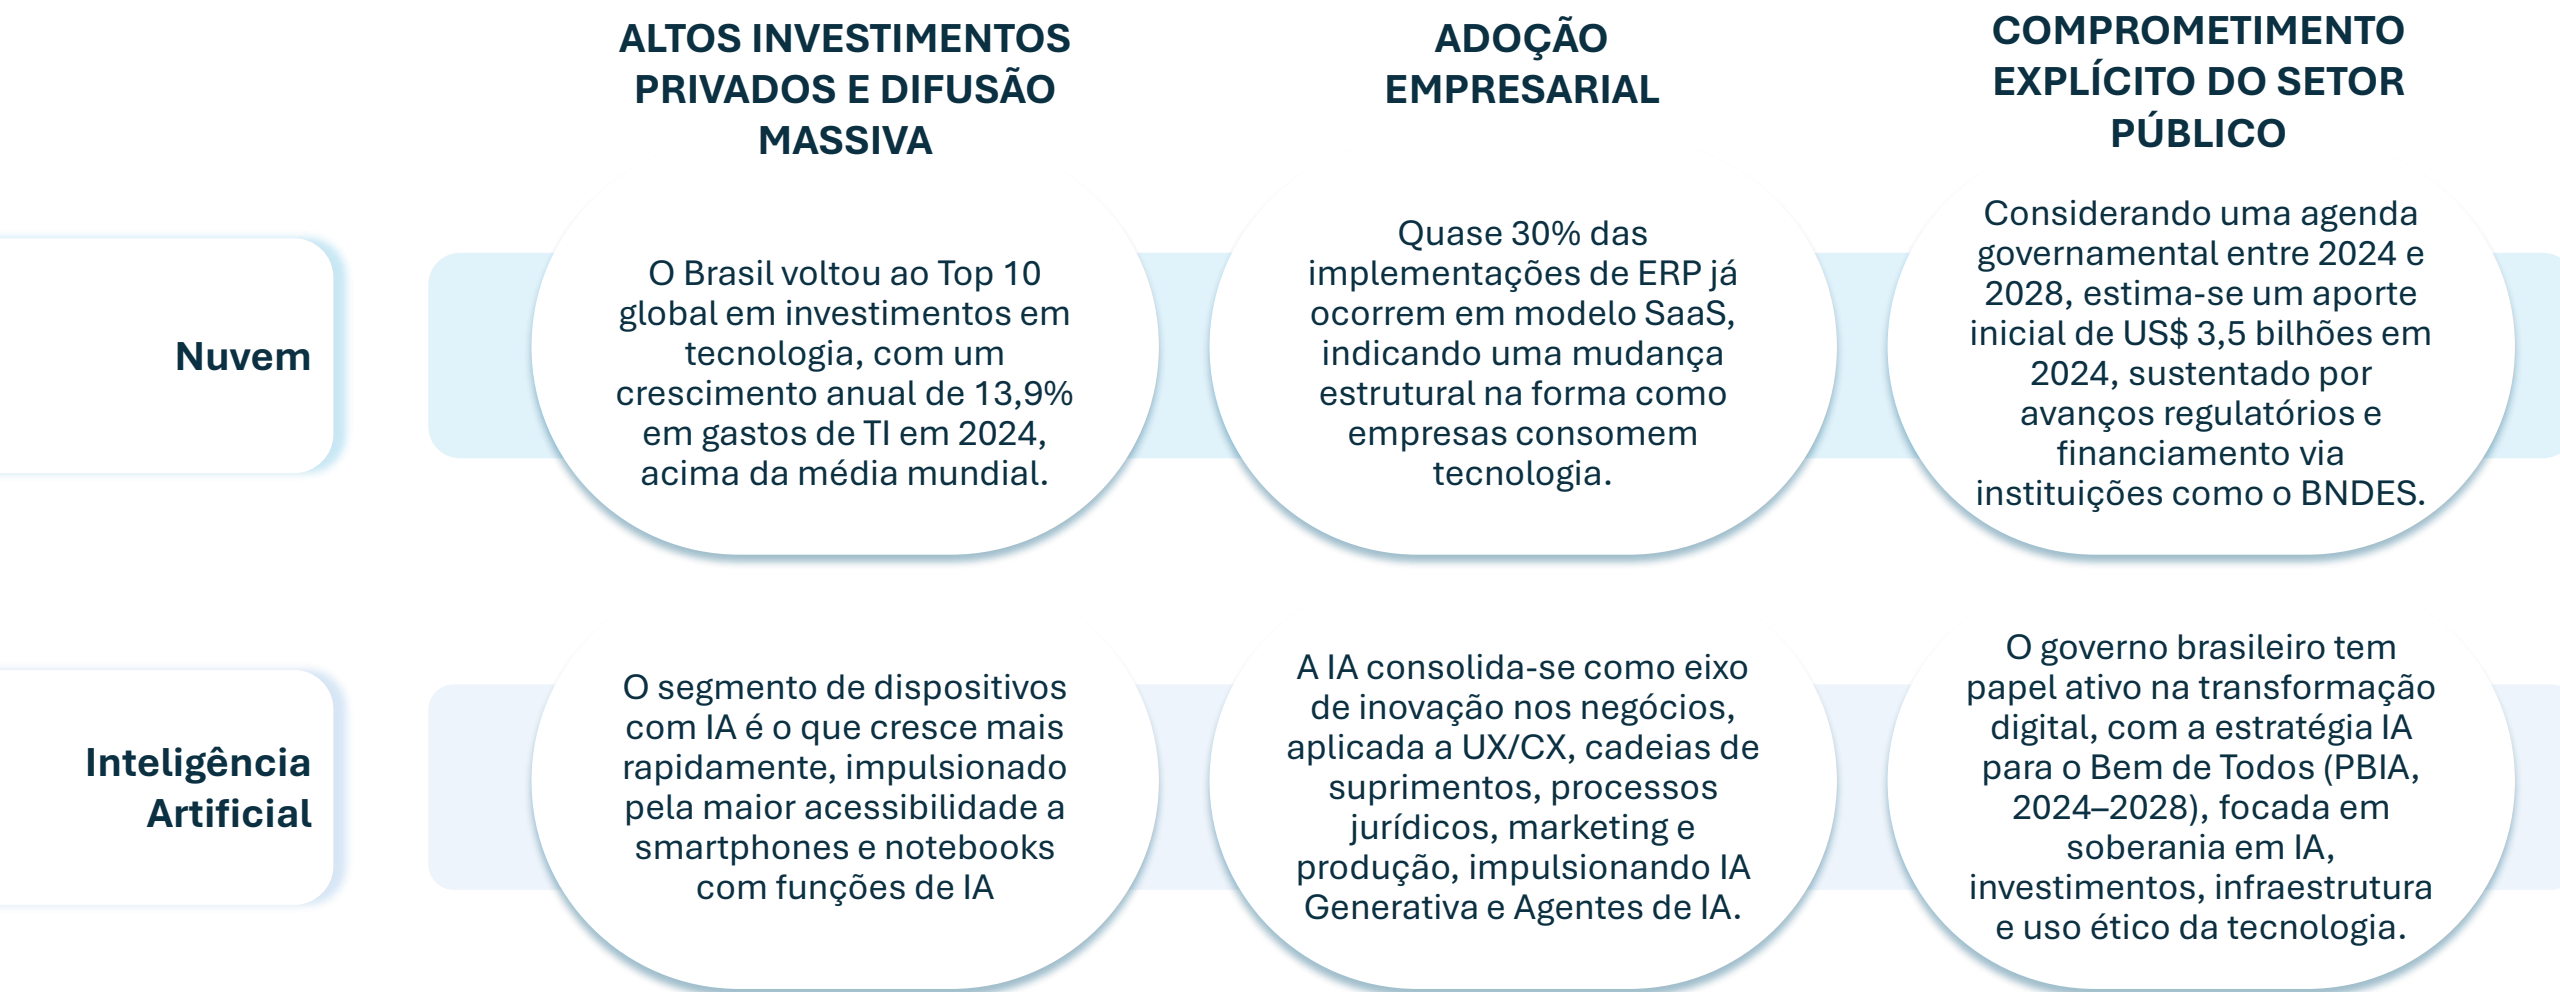 ALTOS INVESTIMENTOS
PRIVADOS E DIFUSÃO
MASSIVA
ADOÇÃO
EMPRESARIAL
COMPROMETIMENTO
EXPLÍCITO DO SETOR
PÚBLICO
Nuvem
O Brasil voltou ao Top 10
global em investimentos em
tecnologia, com um
crescimento anual de 13,9%
em gastos de TI em 2024,
acima da média mundial.
Quase 30% das
implementações de ERP já
ocorrem em modelo SaaS,
indicando uma mudança
estrutural na forma como
empresas consomem
tecnologia.
Considerando uma agenda
governamental entre 2024 e
2028, estima-se um aporte
inicial de US$ 3,5 bilhões em
2024, sustentado por
avanços regulatórios e
financiamento via
instituições como o BNDES.
Inteligência
Artificial
O segmento de dispositivos
com IA é o que cresce mais
rapidamente, impulsionado
pela maior acessibilidade a
smartphones e notebooks
com funções de IA
A IA consolida-se como eixo
de inovação nos negócios,
aplicada a UX/CX, cadeias de
suprimentos, processos
jurídicos, marketing e
produção, impulsionando IA
Generativa e Agentes de IA.
O governo brasileiro tem
papel ativo na transformação
digital, com a estratégia IA
para o Bem de Todos (PBIA,
2024–2028), focada em
soberania em IA,
investimentos, infraestrutura
e uso ético da tecnologia.